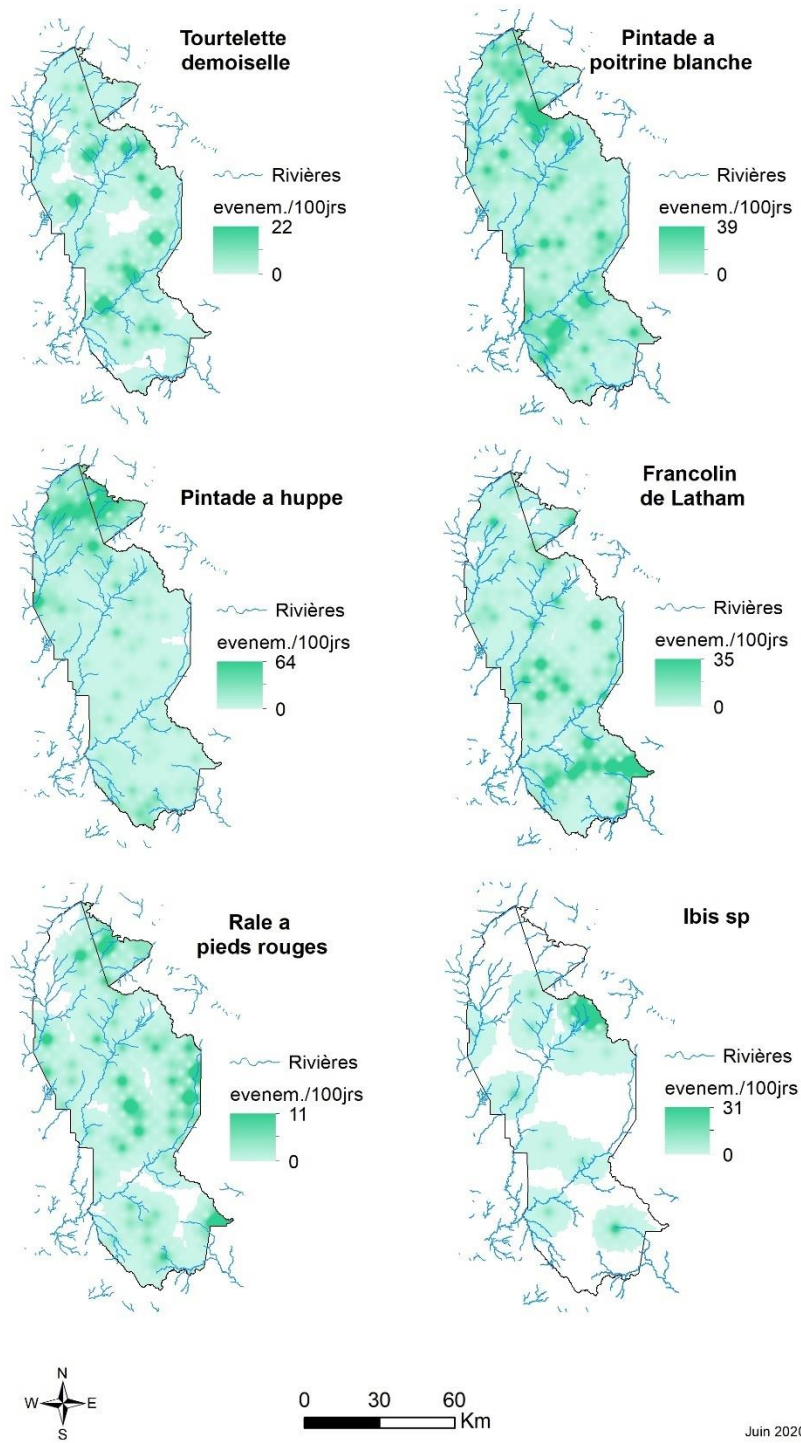 Tourtelette
demoiselle
Rivières
evenem./100jrs
22
0
Pintade a
poitrine blanche
Rivières
evenem./100jrs
39
0
Pintade a huppe
Rivières
evenem./100jrs
64
0
Francolin
de Latham
Rivières
evenem./100jrs
35
0
Rale a
pieds rouges
Rivières
evenem./100jrs
11
0
Ibis sp
Rivières
evenem./100jrs
31
0
N
W E
S
0 30 60
Km
Juin 2020